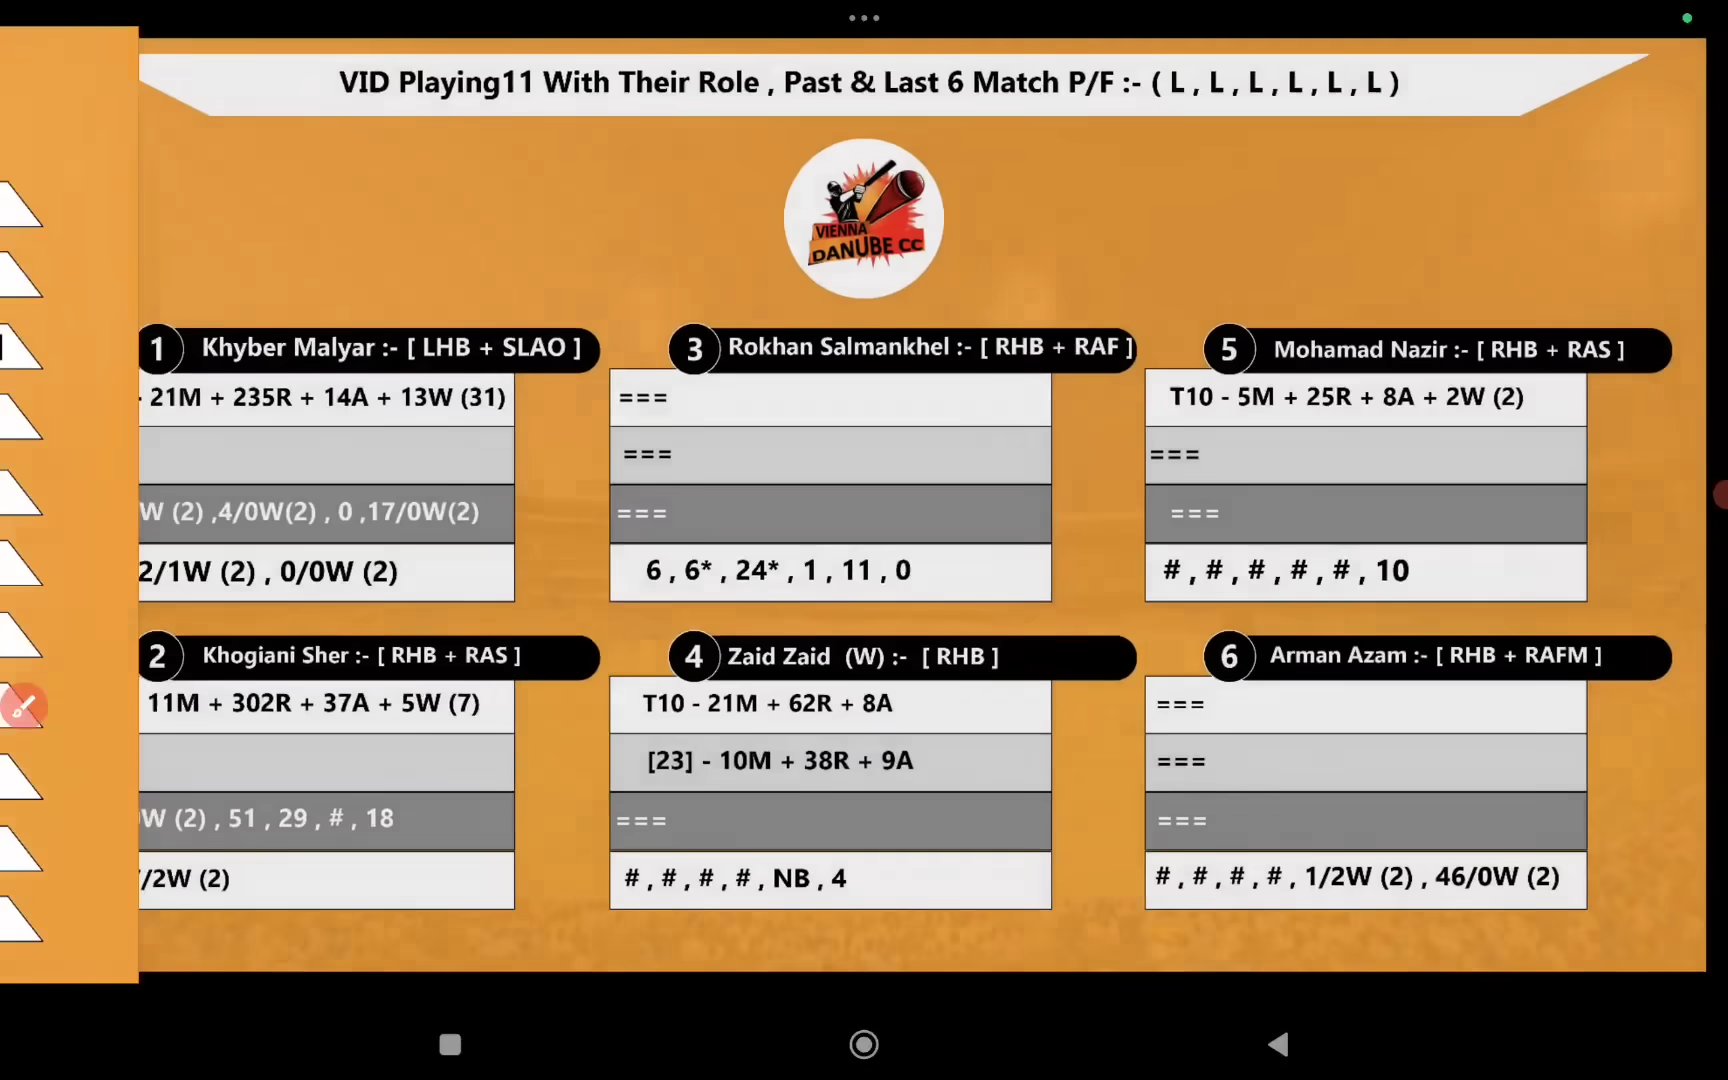 VID Playing11 With Their Role , Past & Last 6 Match P/F :- ( L , L , L , L , L , L )
VIENNA
DANUBE CC
1 Khyber Malyar :- [ LHB + SLAO ]
- 21M + 235R + 14A + 13W (31)
W (2) ,4/0W(2) , 0 ,17/0W(2)
2/1W (2) , 0/0W (2)
2 Khogiani Sher :- [ RHB + RAS ]
11M + 302R + 37A + 5W (7)
W (2) , 51 , 29 , # , 18
/2W (2)
3 Rokhan Salmankhel :- [ RHB + RAF ]
===
===
===
6 , 6* , 24* , 1 , 11 , 0
4 Zaid Zaid (W) :- [ RHB ]
T10 - 21M + 62R + 8A
[23] - 10M + 38R + 9A
===
# , # , # , # , NB , 4
5 Mohamad Nazir :- [ RHB + RAS ]
T10 - 5M + 25R + 8A + 2W (2)
===
===
# , # , # , # , # , 10
6 Arman Azam :- [ RHB + RAFM ]
===
===
===
# , # , # , # , 1/2W (2) , 46/0W (2)